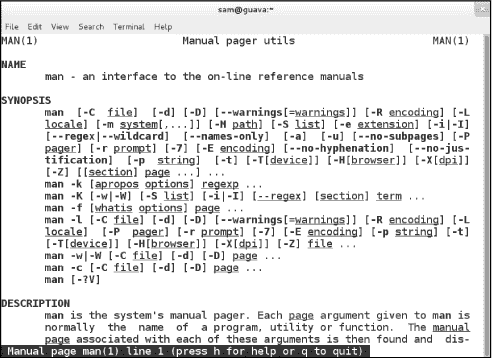 sam@guava:~
File Edit View Search Terminal Help
MAN(1) Manual pager utils MAN(1)
NAME
man - an interface to the on-line reference manuals
SYNOPSIS
man [-C file] [-d] [-D] [--warnings[=warnings]] [-R encoding] [-L
locale] [-m system[,...]] [-M path] [-S list] [-e extension] [-i|-I]
[--regex|--wildcard] [--names-only] [-a] [-u] [--no-subpages] [-P
pager] [-r prompt] [-7] [-E encoding] [--no-hyphenation] [--no-jus‐
tification] [-p string] [-t] [-T[device]] [-H[browser]] [-X[dpi]]
[-Z] [[section] page ...] ...
man -k [apropos options] regexp ...
man -K [-w|-W] [-S list] [-i|-I] [--regex] [section] term ...
man -f [whatis options] page ...
man -l [-C file] [-d] [-D] [--warnings[=warnings]] [-R encoding] [-L
locale] [-P pager] [-r prompt] [-7] [-E encoding] [-p string] [-t]
[-T[device]] [-H[browser]] [-X[dpi]] [-Z] file ...
man -w|-W [-C file] [-d] [-D] page ...
man -c [-C file] [-d] [-D] page ...
man [-?V]
DESCRIPTION
man is the system's manual pager. Each page argument given to man is
normally the name of a program, utility or function. The manual
page associated with each of these arguments is then found and dis-
Manual page man(1) line 1 (press h for help or q to quit)